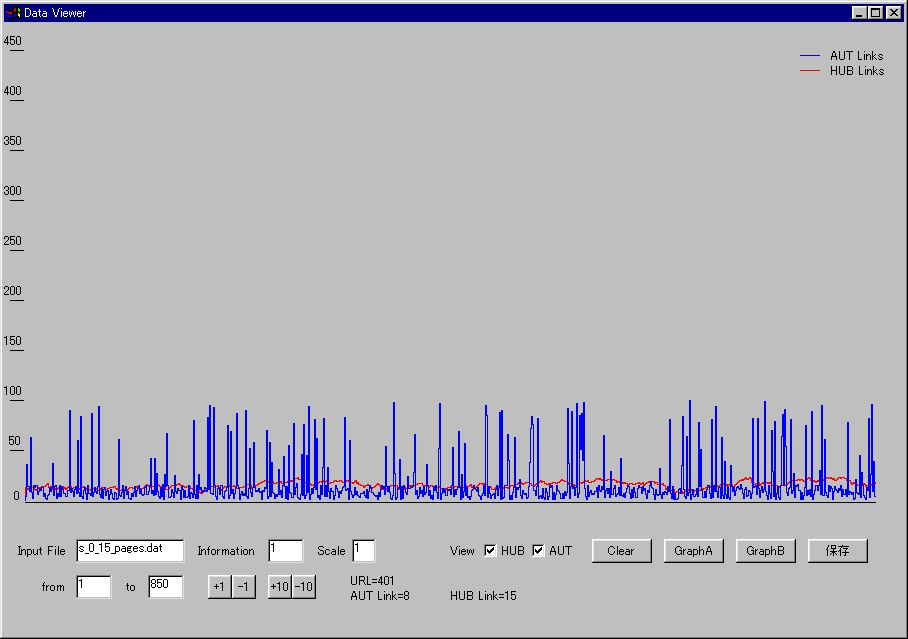 Data Viewer
450
AUT Links
HUB Links
400
350
300
250
200
150
100
50
0
Input File s_0_15_pages.dat Information 1 Scale 1 View HUB AUT Clear GraphA GraphB 保存
from 1 to 850 +1 -1 +10 -10 URL=401
AUT Link=8 HUB Link=15